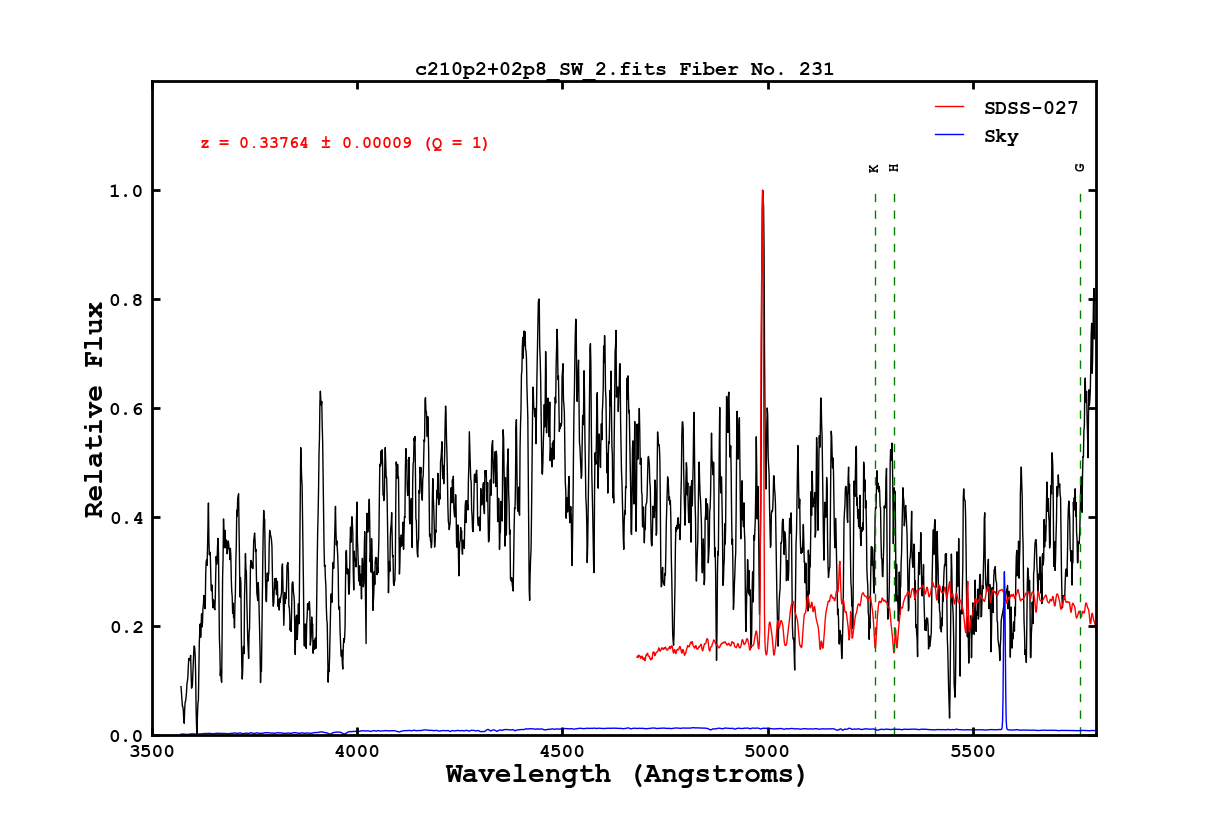 c210p2+02p8_SW_2.fits Fiber No. 231
SDSS-027
Sky
z = 0.33764 ± 0.00009 (Q = 1)
K
H
G
1.0
0.8
0.6
0.4
0.2
0.0
Relative Flux
3500
4000
4500
5000
5500
Wavelength (Angstroms)